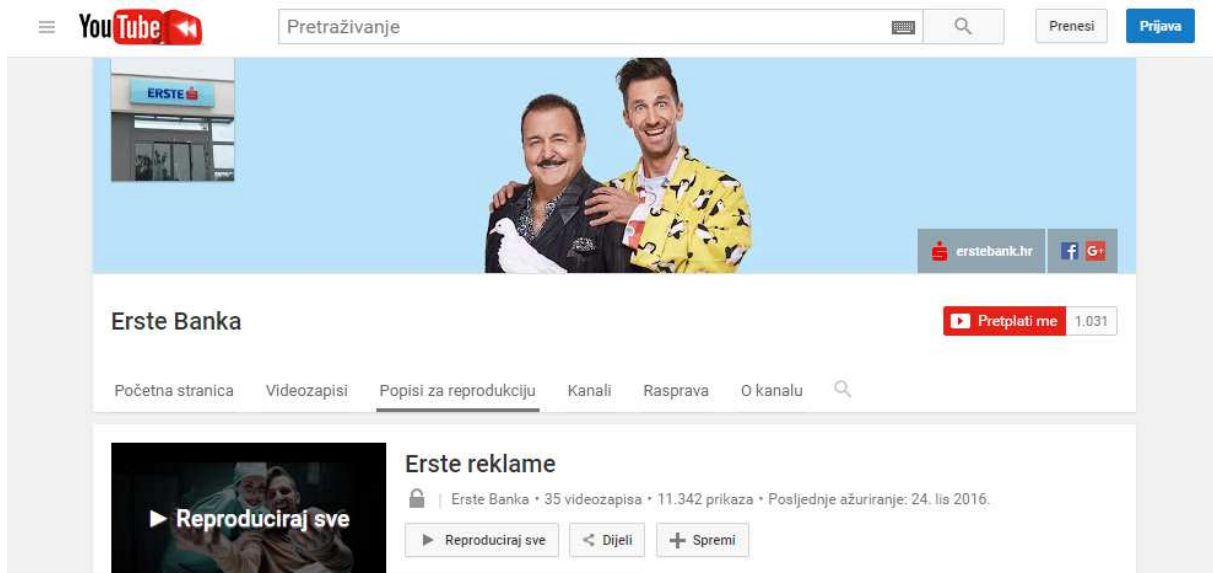 YouTube
Pretraživanje
Prenesi
Prijava
ERSTE
erstebank.hr
f G+
Erste Banka
Pretplati me 1.031
Početna stranica Videozapisi Popisi za reprodukciju Kanali Rasprava O kanalu
Erste reklame
Erste Banka • 35 videozapisa • 11.342 prikaza • Posljednje ažuriranje: 24. lis 2016.
Reproduciraj sve
Reproduciraj sve Dijeli Spremi